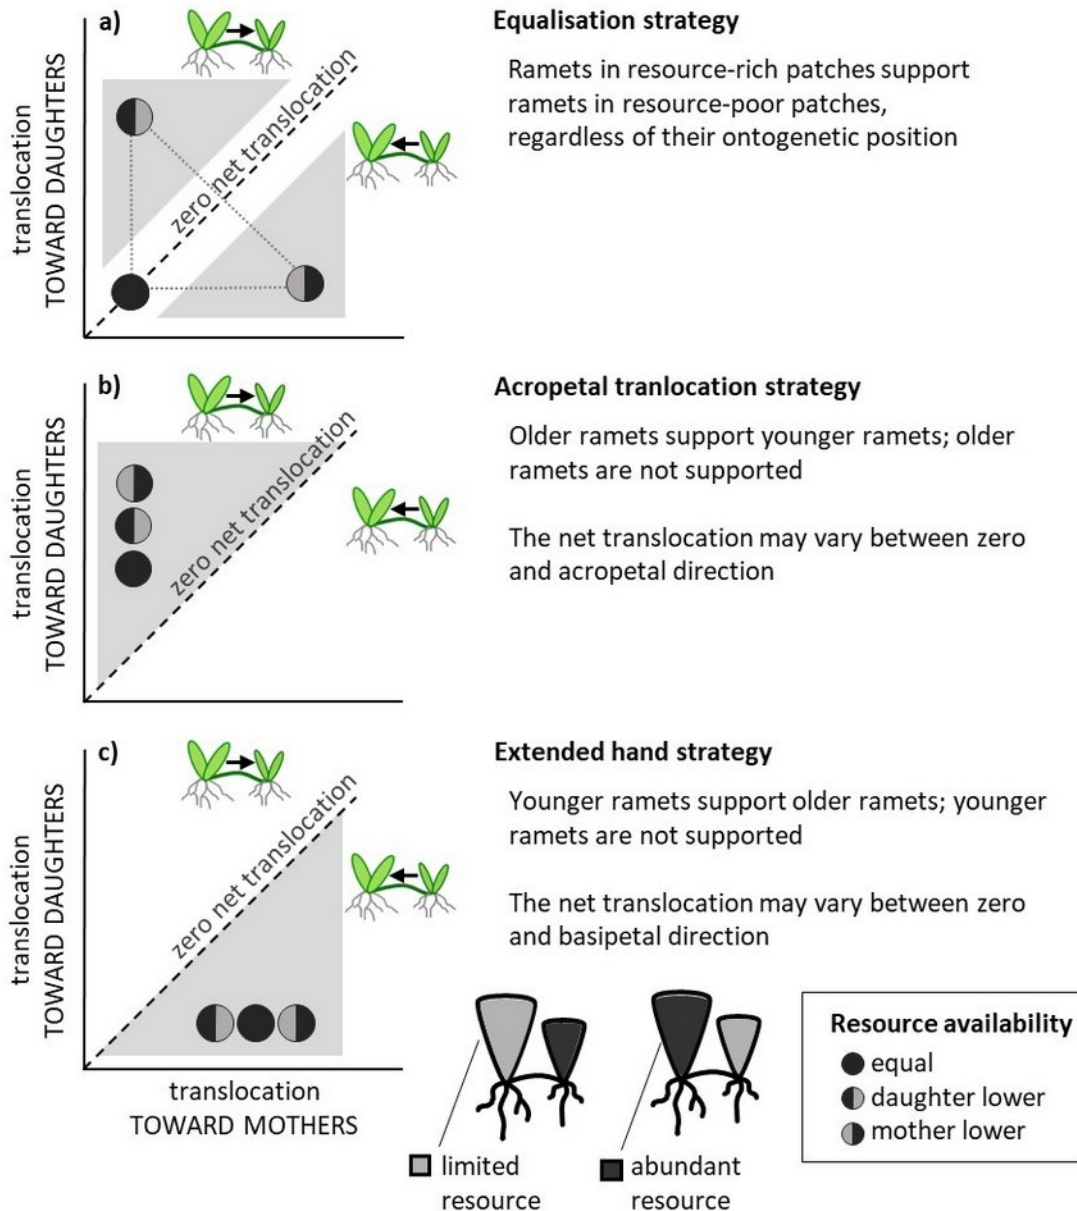 a)
translocation
TOWARD DAUGHTERS
zero net translocation
Equalisation strategy
Ramets in resource-rich patches support
ramets in resource-poor patches,
regardless of their ontogenetic position
b)
translocation
TOWARD DAUGHTERS
zero net translocation
Acropetal tranlocation strategy
Older ramets support younger ramets; older
ramets are not supported
The net translocation may vary between zero
and acropetal direction
c)
translocation
TOWARD DAUGHTERS
zero net translocation
translocation
TOWARD MOTHERS
Extended hand strategy
Younger ramets support older ramets; younger
ramets are not supported
The net translocation may vary between zero
and basipetal direction
limited
resource
abundant
resource
Resource availability
equal
daughter lower
mother lower